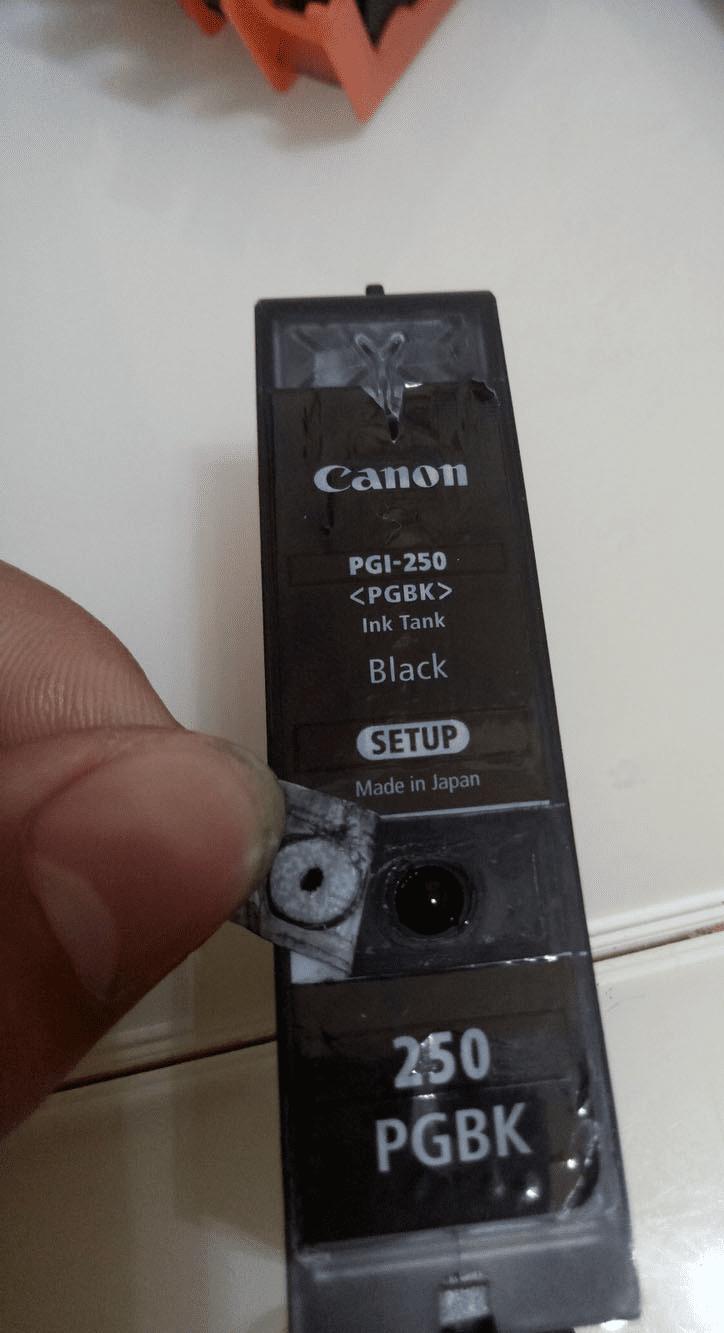 Canon
PGI-250
<PGBK>
Ink Tank
Black
SETUP
Made in Japan
250
PGBK